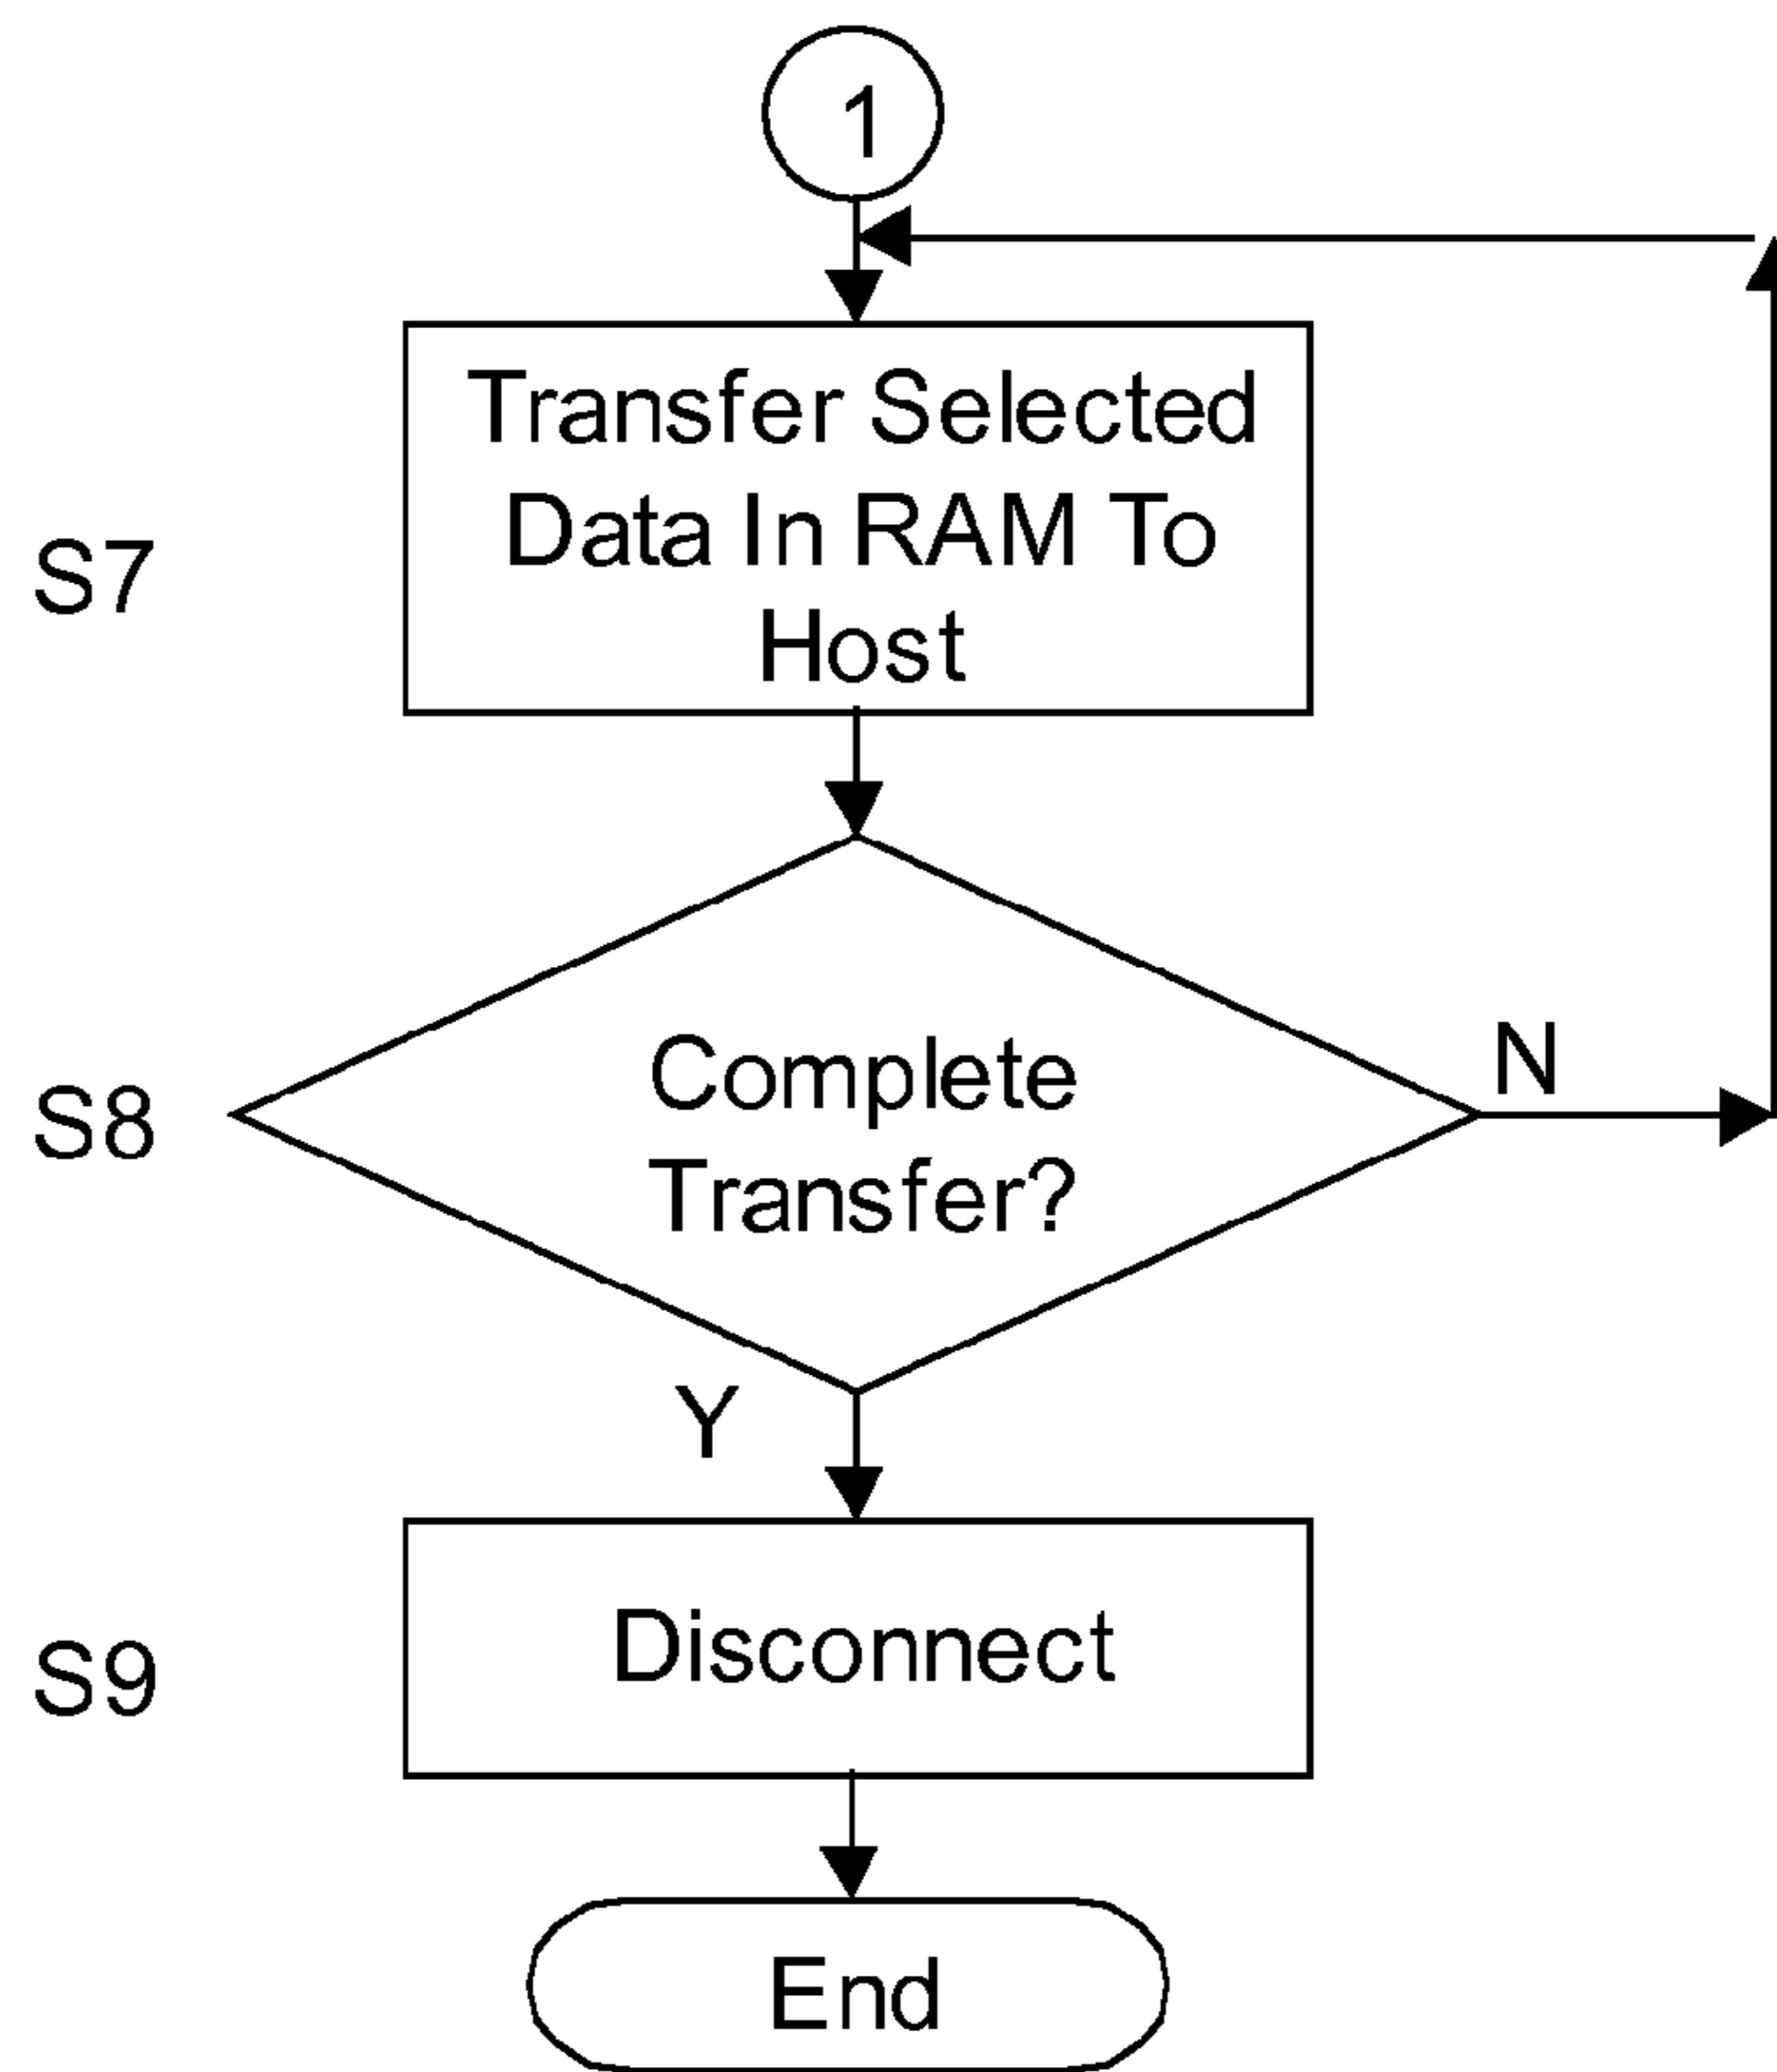 1
Transfer Selected
Data In RAM To
Host
S7
Complete
Transfer?
N
S8
Y
Disconnect
S9
End